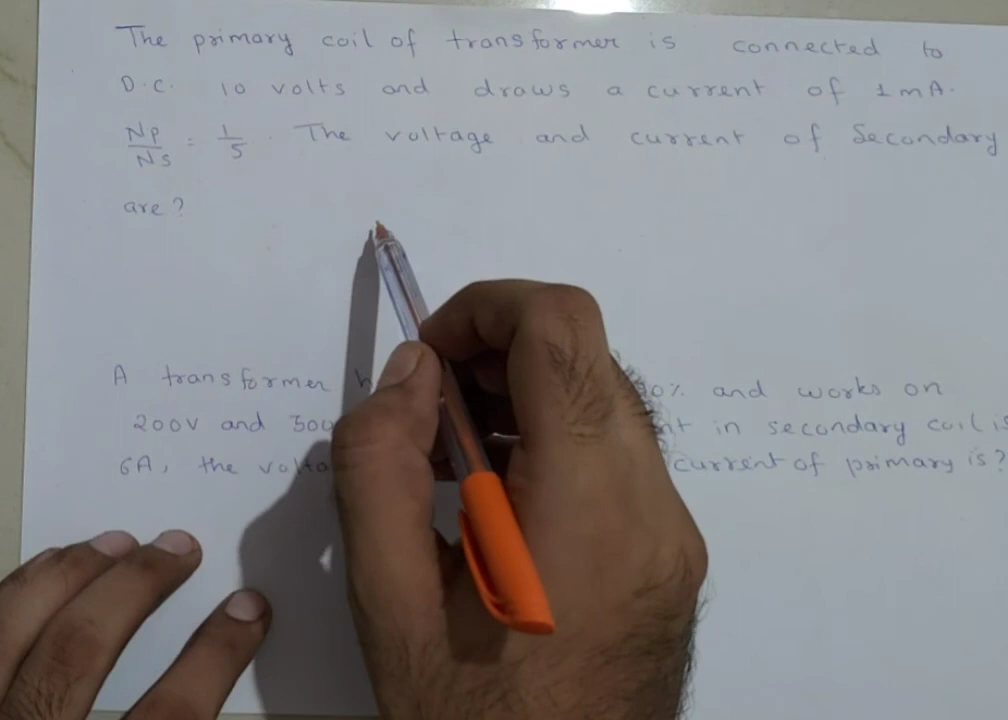 The primary coil of transformer is connected to
D.C. 10 volts and draws a current of 1mA.
Np/Ns = 1/5. The voltage and current of Secondary
are?
A transformer 90% and works on
200V and in secondary coil is
6A, the current of primary is?